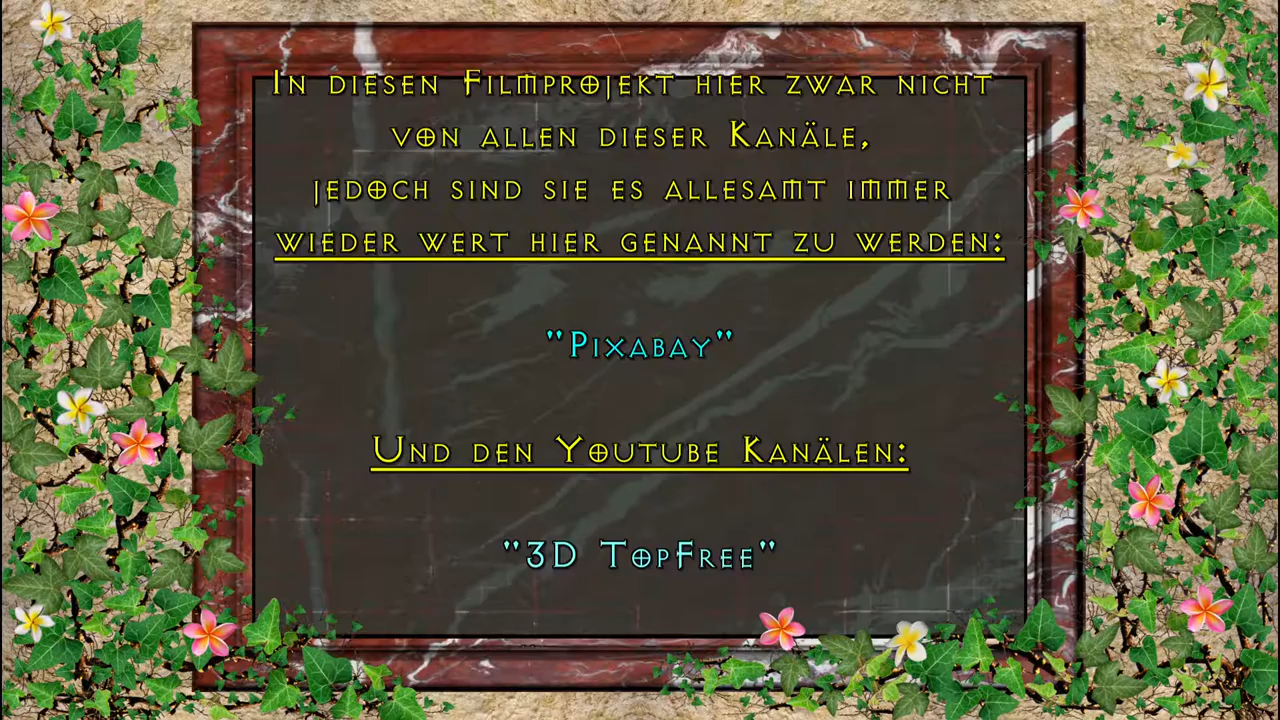 In diesen Filmprojekt hier zwar nicht
von allen dieser Kanäle,
jedoch sind sie es allesamt immer
wieder wert hier genannt zu werden:
"Pixabay"
Und den Youtube Kanälen:
"3D TopFree"